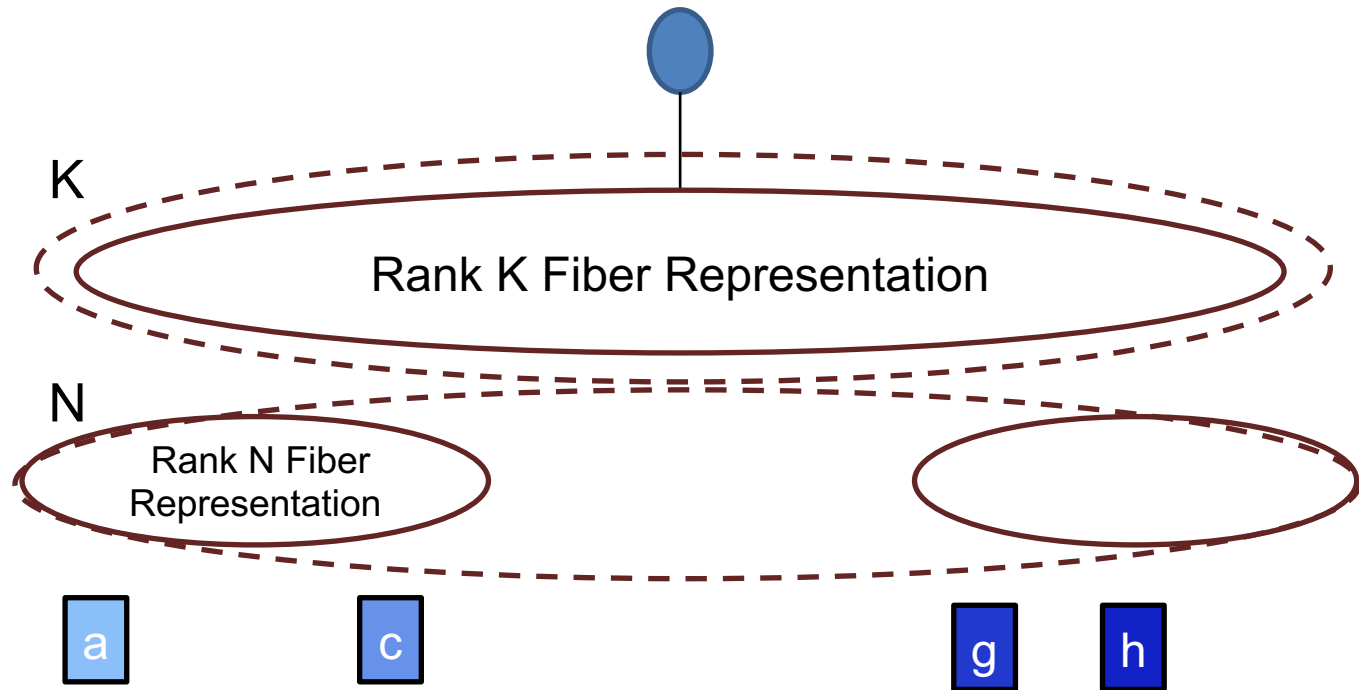 K
Rank K Fiber Representation
N
Rank N Fiber
Representation
a
c
g
h